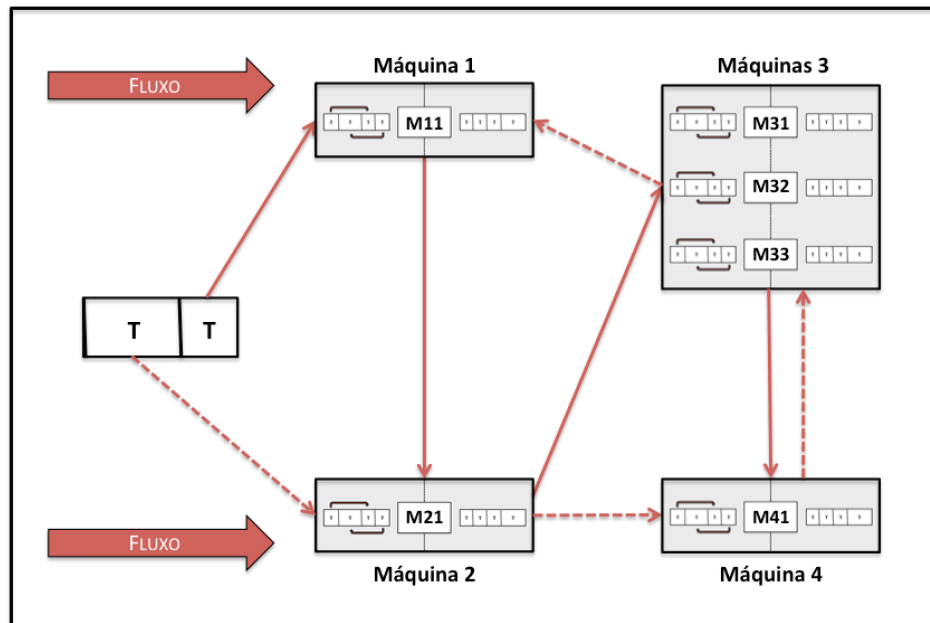 Máquina 1
Máquinas 3
FLUXO
M11
M31
M32
M33
T T
M21
M41
FLUXO
Máquina 2
Máquina 4